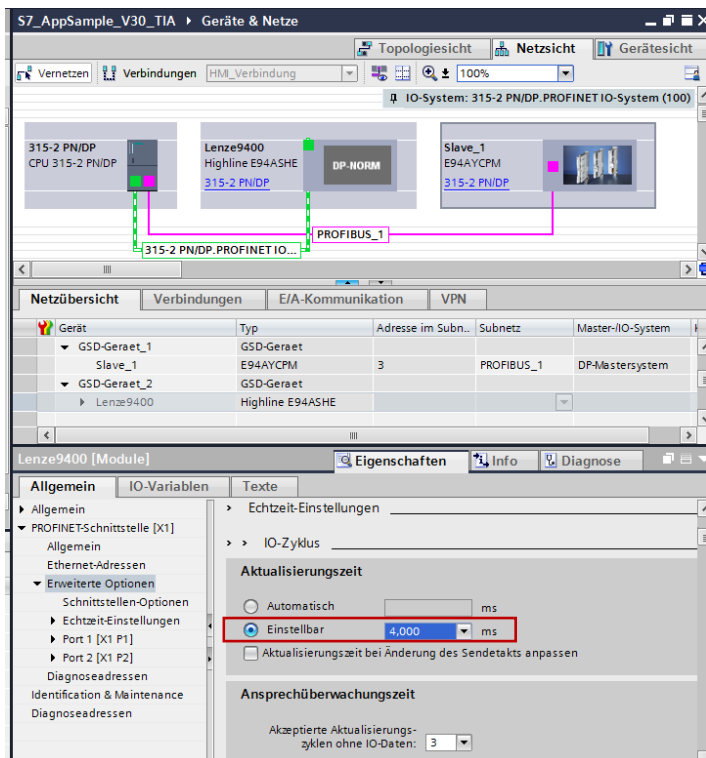 S7_AppSample_V30_TIA ▸ Geräte & Netze
Topologiesicht Netzsicht Gerätesicht
Vernetzen Verbindungen HMI_Verbindung 100%
IO-System: 315-2 PN/DP.PROFINET IO-System (100)
315-2 PN/DP
CPU 315-2 PN/DP
Lenze9400
Highline E94ASHE
315-2 PN/DP
DP-NORM
Slave_1
E94AYCPM
315-2 PN/DP
PROFIBUS_1
315-2 PN/DP.PROFINET IO...
Netzübersicht Verbindungen E/A-Kommunikation VPN
Gerät Typ Adresse im Subn.. Subnetz Master-/IO-System
GSD-Geraet_1 GSD-Geraet
Slave_1 E94AYCPM 3 PROFIBUS_1 DP-Mastersystem
GSD-Geraet_2 GSD-Geraet
Lenze9400 Highline E94ASHE
Lenze9400 [Module] Eigenschaften Info Diagnose
Allgemein IO-Variablen Texte
Allgemein
PROFINET-Schnittstelle [X1]
Allgemein
Ethernet-Adressen
Erweiterte Optionen
Schnittstellen-Optionen
Echtzeit-Einstellungen
Port 1 [X1 P1]
Port 2 [X1 P2]
Diagnoseadressen
Identification & Maintenance
Diagnoseadressen
Echtzeit-Einstellungen
IO-Zyklus
Aktualisierungszeit
Automatisch ms
Einstellbar 4,000 ms
Aktualisierungszeit bei Änderung des Sendetakts anpassen
Ansprechüberwachungszeit
Akzeptierte Aktualisierungs-
zyklen ohne IO-Daten: 3